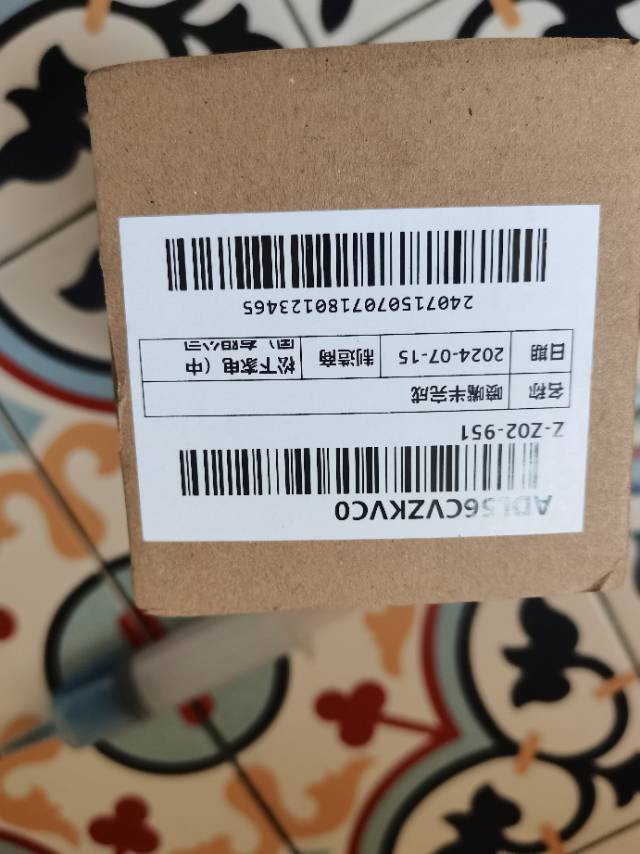 ADL56CVZKVC0
Z-Z02-951
名称 喷嘴半完成
日期 2024-07-15 制造商 松下家电（中
国）有限公司
2407150707180123465